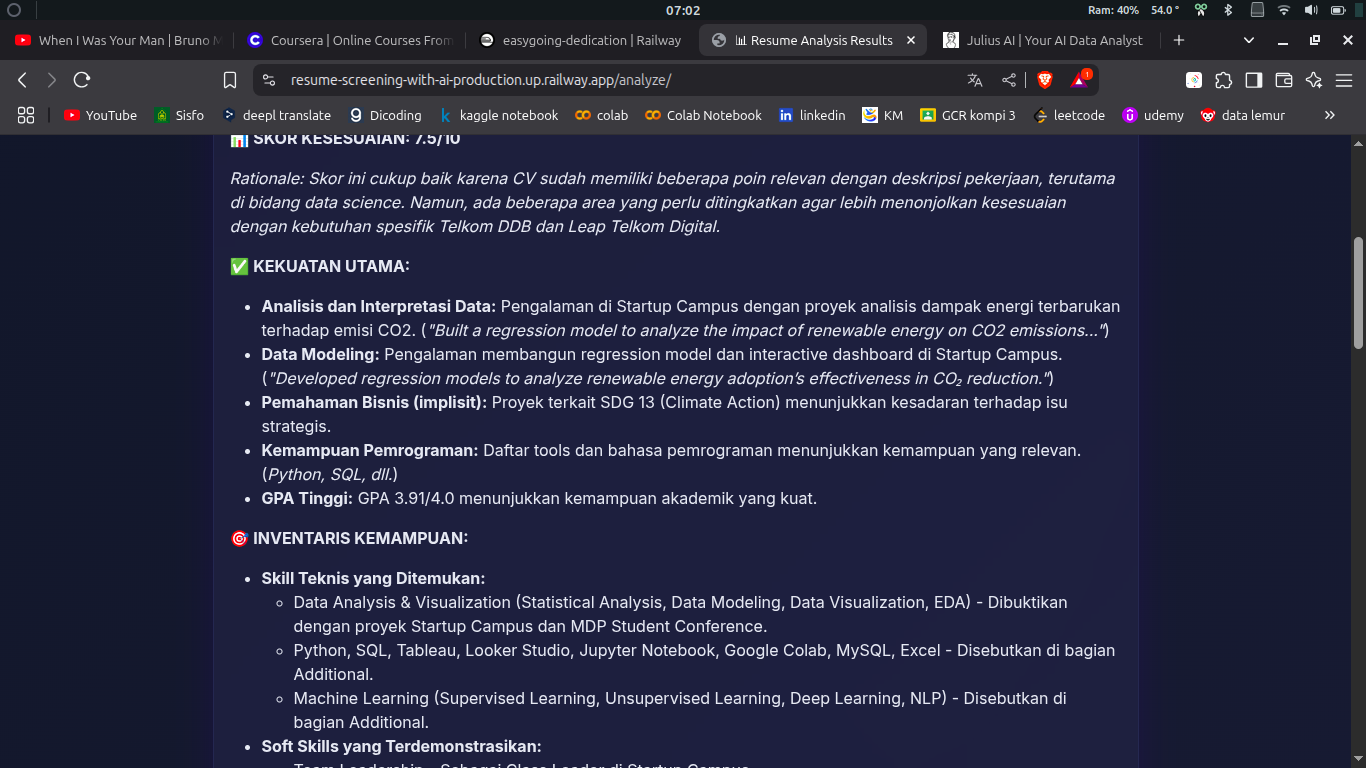 07:02
Ram: 40% 54.0 °
When I Was Your Man | Bruno M
Coursera | Online Courses From
easygoing-dedication | Railway
Resume Analysis Results
Julius AI | Your AI Data Analyst
resume-screening-with-ai-production.up.railway.app/analyze/
1
YouTube
Sisfo
deepl translate
Dicoding
kaggle notebook
colab
Colab Notebook
linkedin
KM
GCR kompi 3
leetcode
udemy
data lemur
SKOR KESESUAIAN: 7.5/10
Rationale: Skor ini cukup baik karena CV sudah memiliki beberapa poin relevan dengan deskripsi pekerjaan, terutama
di bidang data science. Namun, ada beberapa area yang perlu ditingkatkan agar lebih menonjolkan kesesuaian
dengan kebutuhan spesifik Telkom DDB dan Leap Telkom Digital.
✅ KEKUATAN UTAMA:
• Analisis dan Interpretasi Data: Pengalaman di Startup Campus dengan proyek analisis dampak energi terbarukan
terhadap emisi CO2. ("Built a regression model to analyze the impact of renewable energy on CO2 emissions...")
• Data Modeling: Pengalaman membangun regression model dan interactive dashboard di Startup Campus.
("Developed regression models to analyze renewable energy adoption’s effectiveness in CO₂ reduction.")
• Pemahaman Bisnis (implisit): Proyek terkait SDG 13 (Climate Action) menunjukkan kesadaran terhadap isu
strategis.
• Kemampuan Pemrograman: Daftar tools dan bahasa pemrograman menunjukkan kemampuan yang relevan.
(Python, SQL, dll.)
• GPA Tinggi: GPA 3.91/4.0 menunjukkan kemampuan akademik yang kuat.
🎯 INVENTARIS KEMAMPUAN:
• Skill Teknis yang Ditemukan:
◦ Data Analysis & Visualization (Statistical Analysis, Data Modeling, Data Visualization, EDA) - Dibuktikan
dengan proyek Startup Campus dan MDP Student Conference.
◦ Python, SQL, Tableau, Looker Studio, Jupyter Notebook, Google Colab, MySQL, Excel - Disebutkan di bagian
Additional.
◦ Machine Learning (Supervised Learning, Unsupervised Learning, Deep Learning, NLP) - Disebutkan di
bagian Additional.
• Soft Skills yang Terdemonstrasikan:
Team Leadership - Sebagai Class Leader di Startup Campus